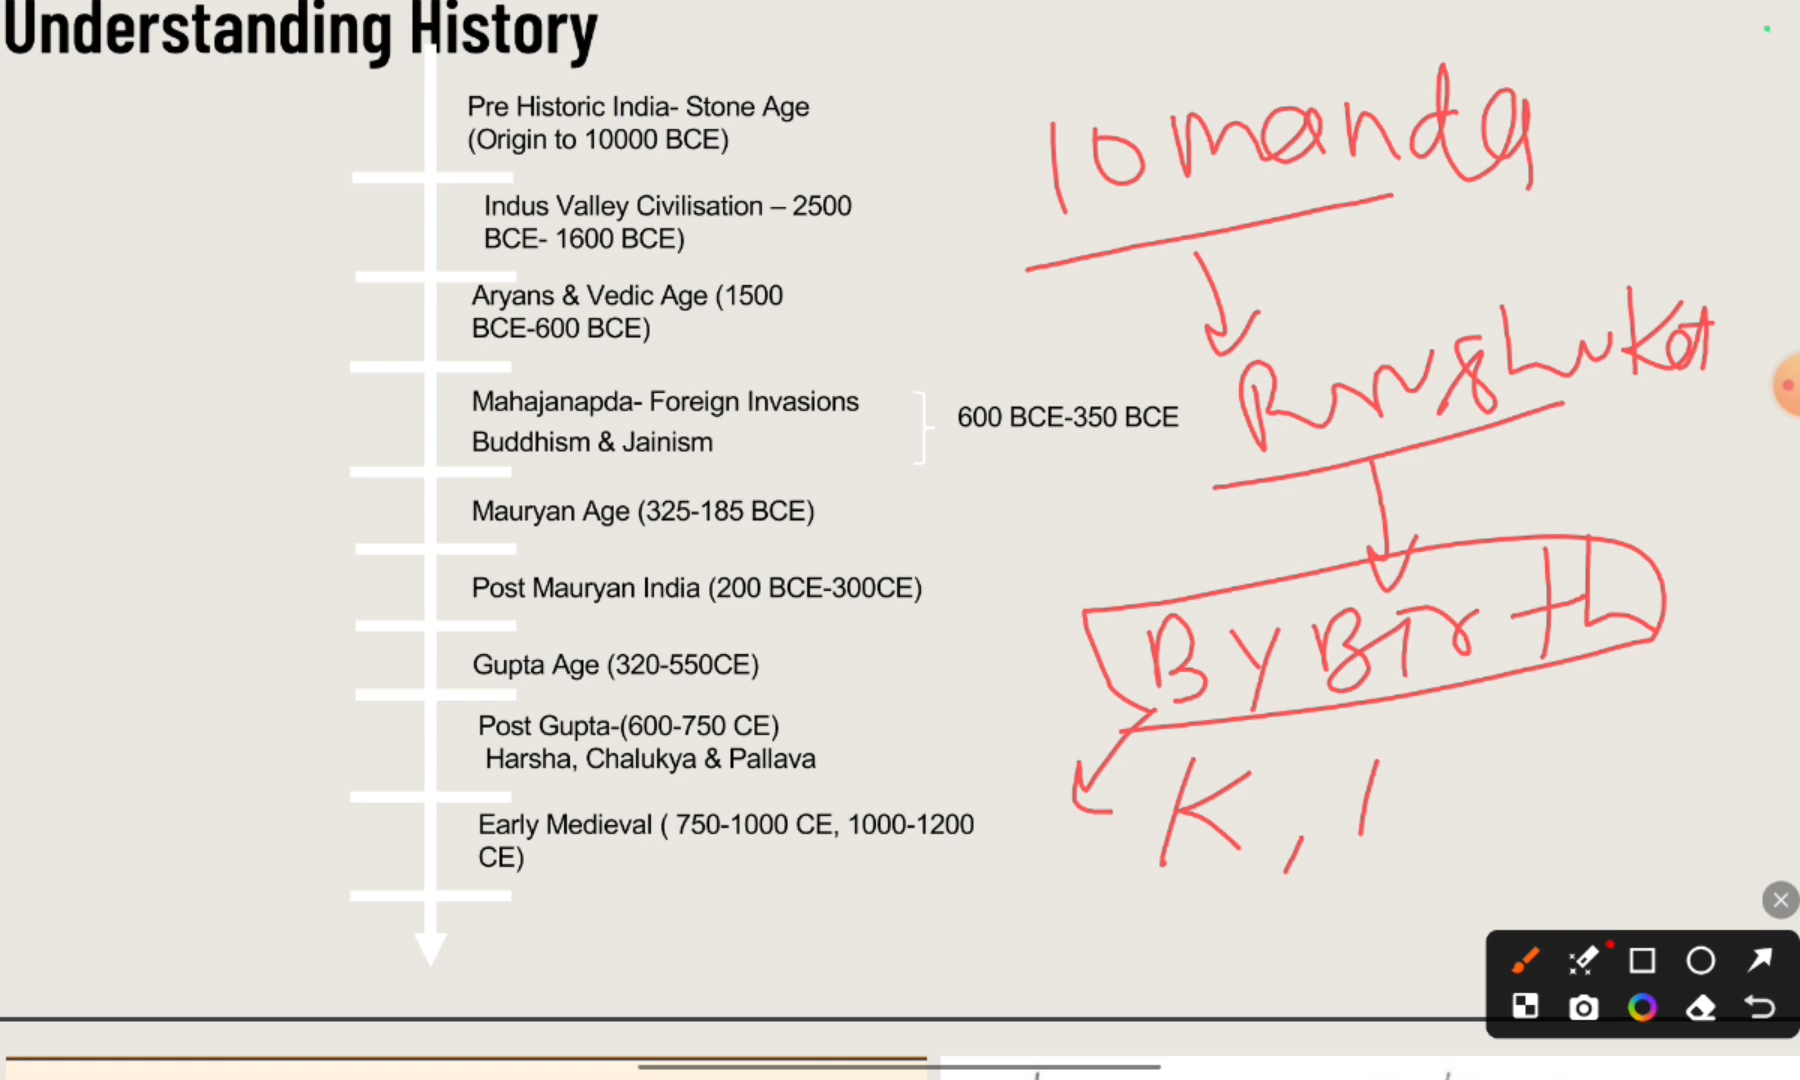 Understanding History
Pre Historic India- Stone Age
(Origin to 10000 BCE)
Indus Valley Civilisation – 2500
BCE- 1600 BCE)
Aryans & Vedic Age (1500
BCE-600 BCE)
Mahajanapda- Foreign Invasions
Buddhism & Jainism
600 BCE-350 BCE
Mauryan Age (325-185 BCE)
Post Mauryan India (200 BCE-300CE)
Gupta Age (320-550CE)
Post Gupta-(600-750 CE)
Harsha, Chalukya & Pallava
Early Medieval ( 750-1000 CE, 1000-1200
CE)
10 manda
By Birth
K, 1